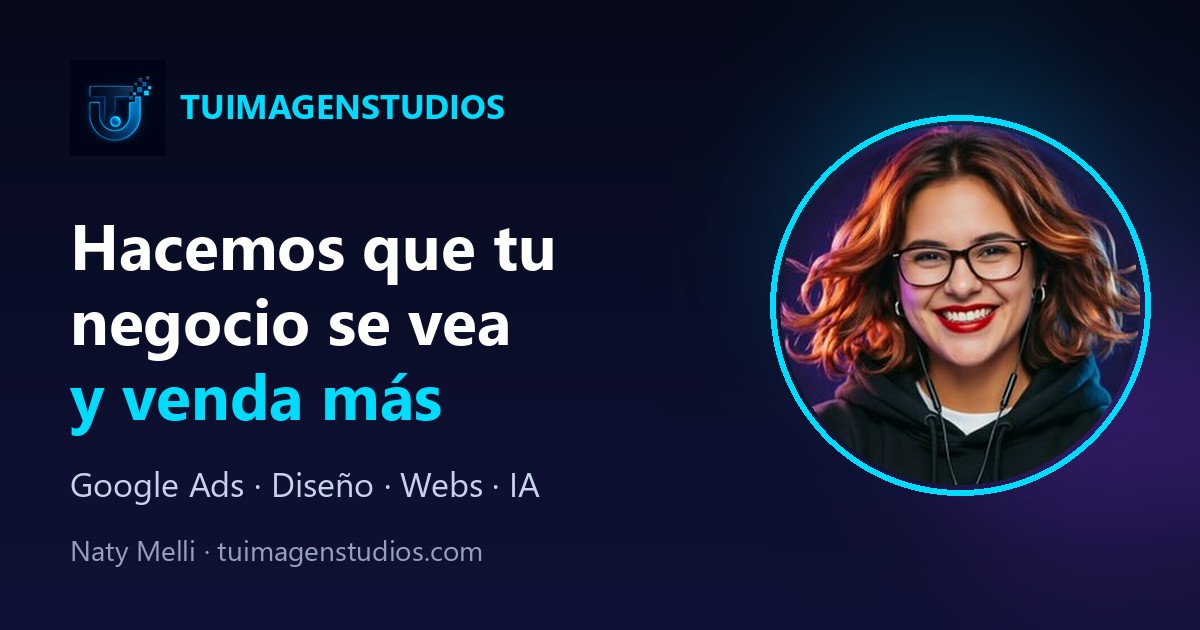 TUIMAGENSTUDIOS
Hacemos que tu
negocio se vea
y venda más
Google Ads · Diseño · Webs · IA
Naty Melli · tuimagenstudios.com